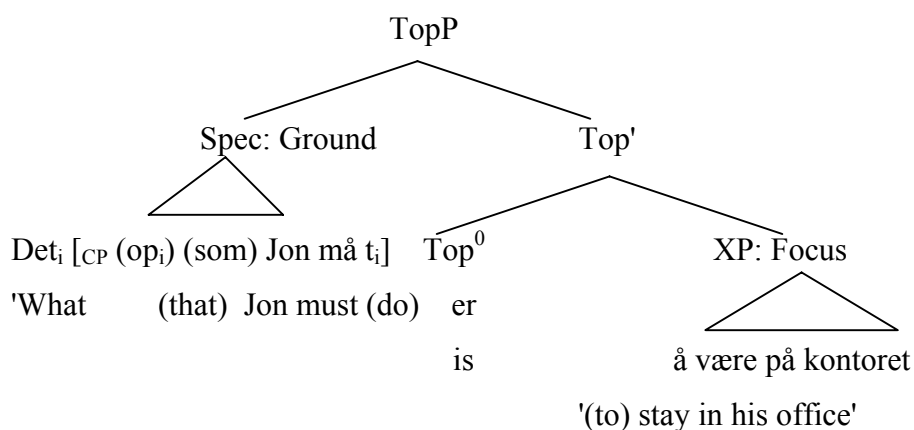 TopP
Spec: Ground Top'
Detᵢ [CP (opᵢ) (som) Jon må tᵢ] Top⁰ XP: Focus
'What (that) Jon must (do) er
is å være på kontoret
'(to) stay in his office'